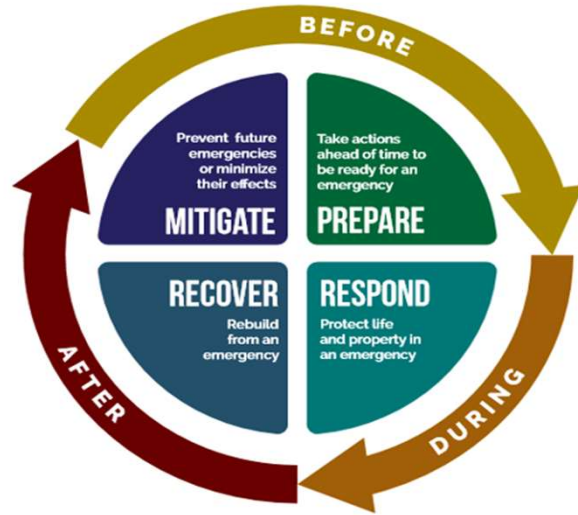 BEFORE
Prevent future
emergencies
or minimize
their effects
MITIGATE
Take actions
ahead of time to
be ready for an
emergency
PREPARE
RECOVER
Rebuild
from an
emergency
RESPOND
Protect life
and property in
an emergency
AFTER
DURING